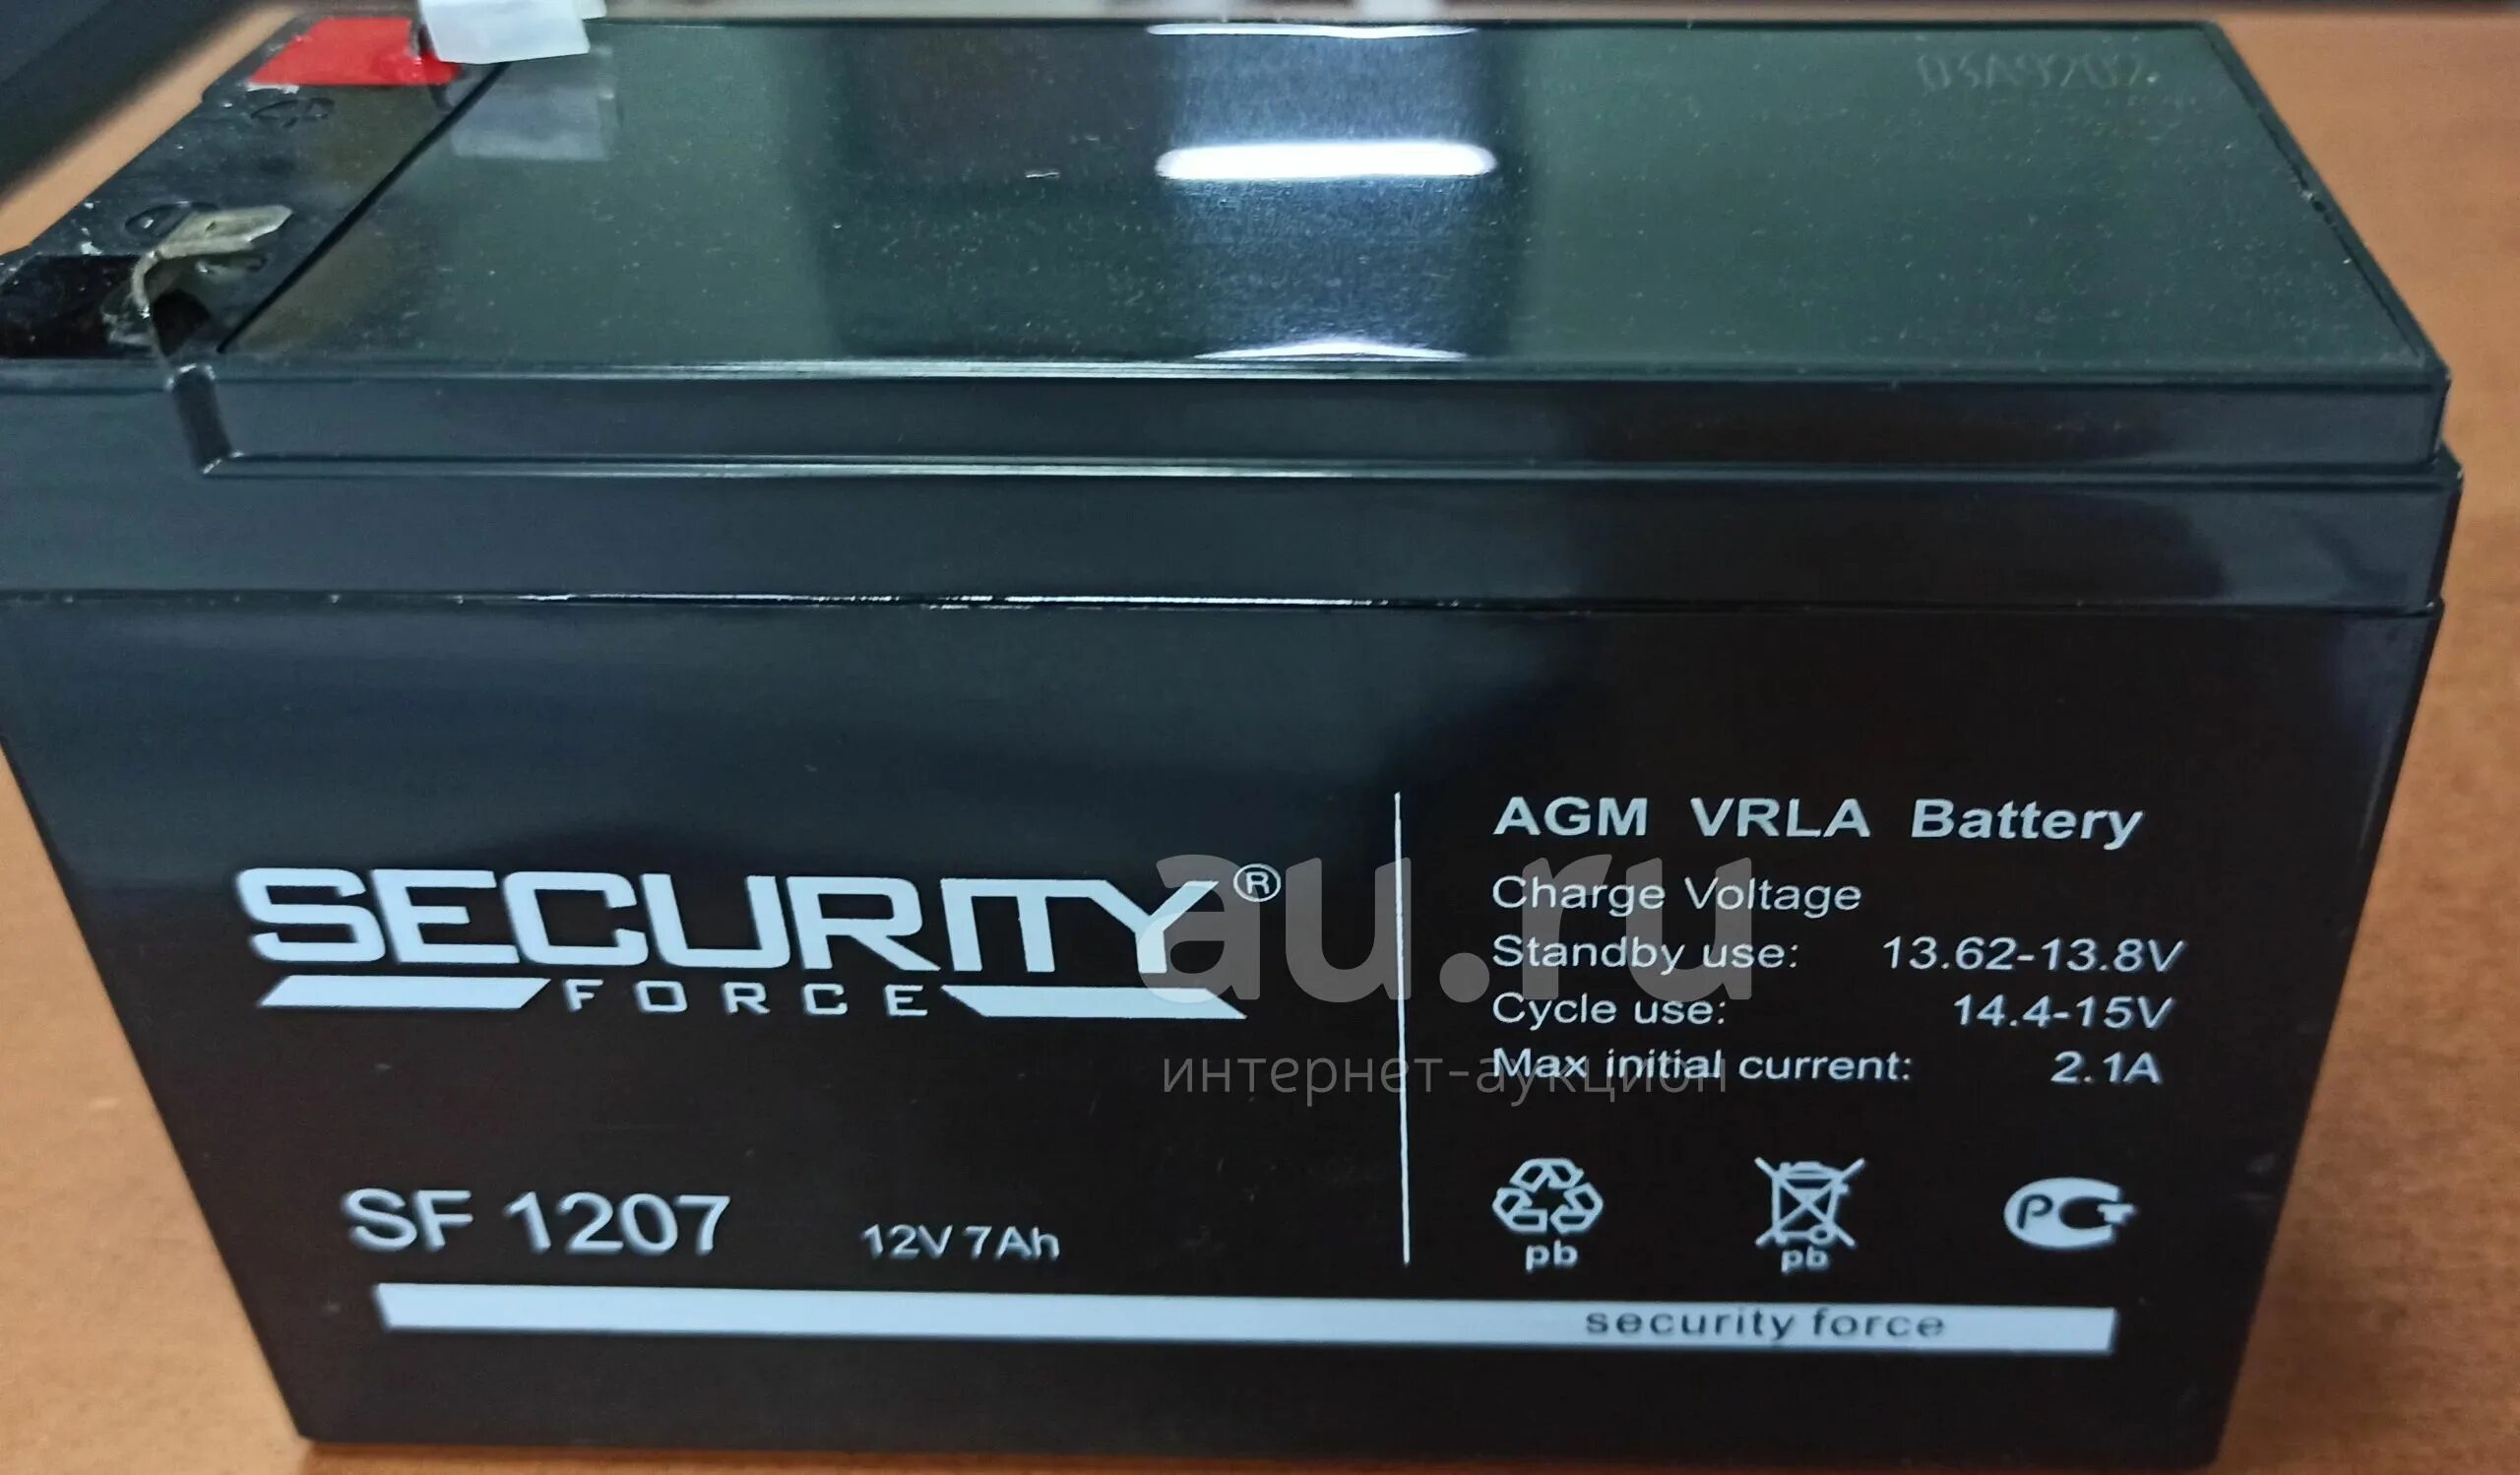 SECURITY®
FORCE
SF 1207 12V 7Ah
AGM VRLA Battery
Charge Voltage
Standby use: 13.62-13.8V
Cycle use: 14.4-15V
Max initial current: 2.1A
pb pb PC
security force
au.ru
интернет-аукцион